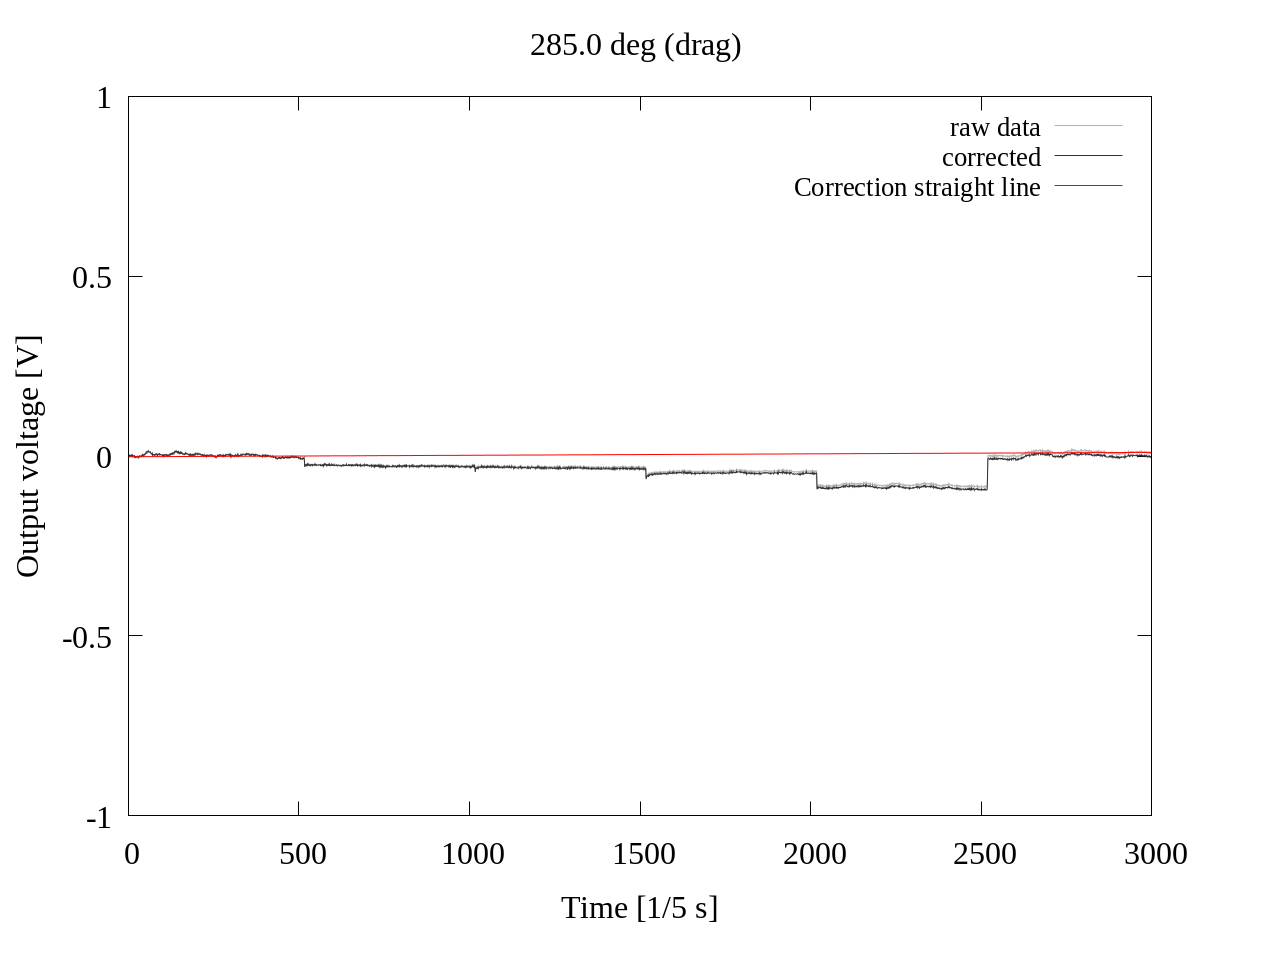 285.0 deg (drag)
1
0.5
0
-0.5
-1
Output voltage [V]
raw data
corrected
Correction straight line
0 500 1000 1500 2000 2500 3000
Time [1/5 s]